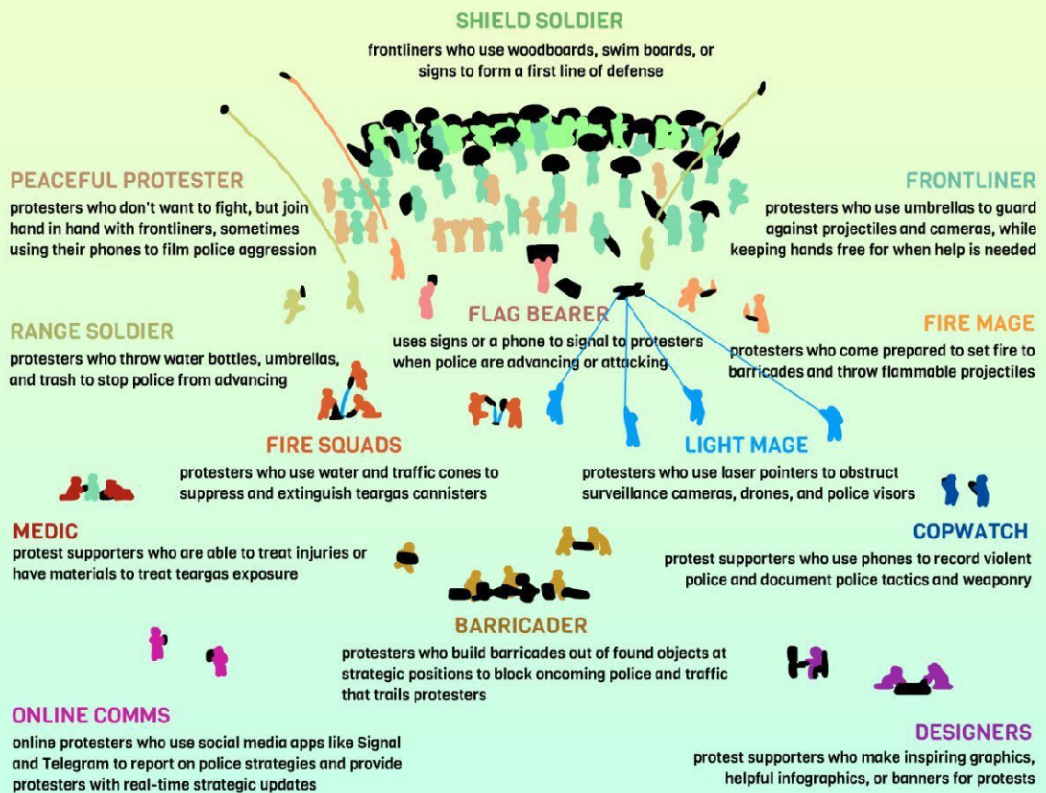 SHIELD SOLDIER
frontliners who use woodboards, swim boards, or
signs to form a first line of defense
PEACEFUL PROTESTER
protesters who don't want to fight, but join
hand in hand with frontliners, sometimes
using their phones to film police aggression
FRONTLINER
protesters who use umbrellas to guard
against projectiles and cameras, while
keeping hands free for when help is needed
RANGE SOLDIER
protesters who throw water bottles, umbrellas,
and trash to stop police from advancing
FLAG BEARER
uses signs or a phone to signal to protesters
when police are advancing or attacking
FIRE MAGE
protesters who come prepared to set fire to
barricades and throw flammable projectiles
FIRE SQUADS
protesters who use water and traffic cones to
suppress and extinguish teargas cannisters
LIGHT MAGE
protesters who use laser pointers to obstruct
surveillance cameras, drones, and police visors
MEDIC
protest supporters who are able to treat injuries or
have materials to treat teargas exposure
COPWATCH
protest supporters who use phones to record violent
police and document police tactics and weaponry
BARRICADER
protesters who build barricades out of found objects at
strategic positions to block oncoming police and traffic
that trails protesters
ONLINE COMMS
online protesters who use social media apps like Signal
and Telegram to report on police strategies and provide
protesters with real-time strategic updates
DESIGNERS
protest supporters who make inspiring graphics,
helpful infographics, or banners for protests